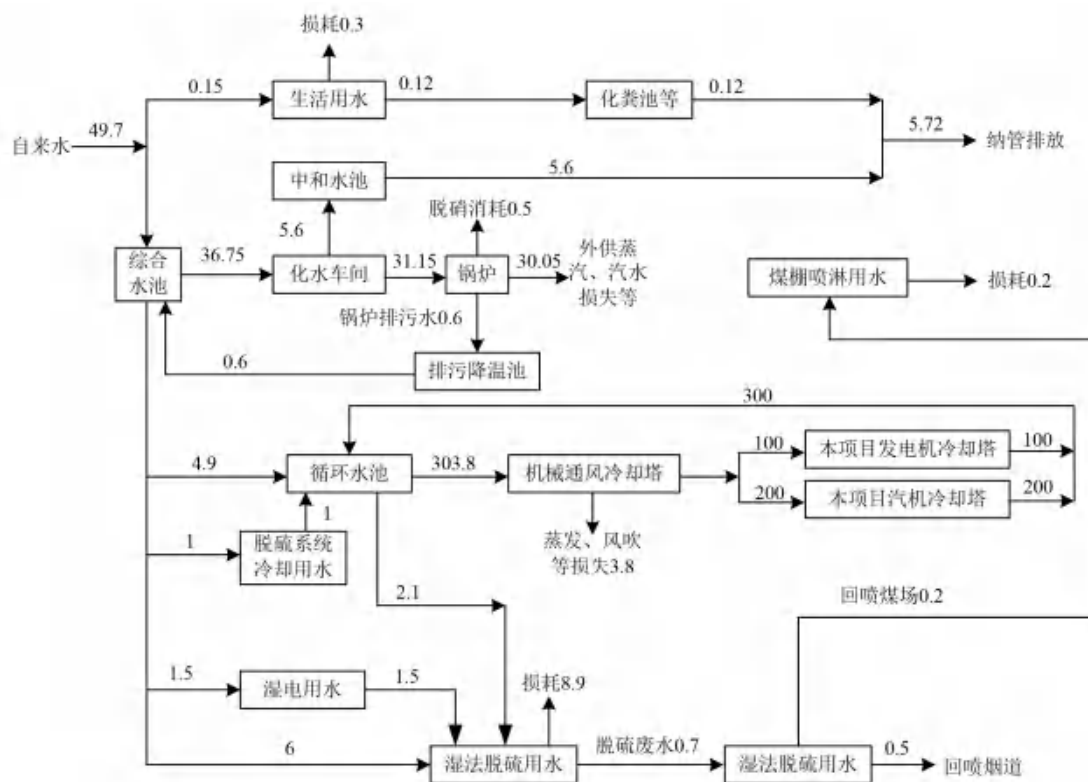 损耗0.3
0.15
生活用水
0.12
化粪池等
0.12
自来水
49.7
5.72
纳管排放
中和水池
5.6
脱硝消耗0.5
5.6
综合
水池
36.75
化水车间
31.15
锅炉
30.05
外供蒸
汽、汽水
损失等
煤棚喷淋用水
损耗0.2
锅炉排污水0.6
0.6
排污降温池
300
4.9
循环水池
303.8
机械通风冷却塔
100
本项目发电机冷却塔
100
200
本项目汽机冷却塔
200
1
1
脱硫系统
冷却用水
蒸发、风吹
等损失3.8
2.1
回喷煤场0.2
1.5
湿电用水
1.5
损耗8.9
6
湿法脱硫用水
脱硫废水0.7
湿法脱硫用水
0.5
回喷烟道